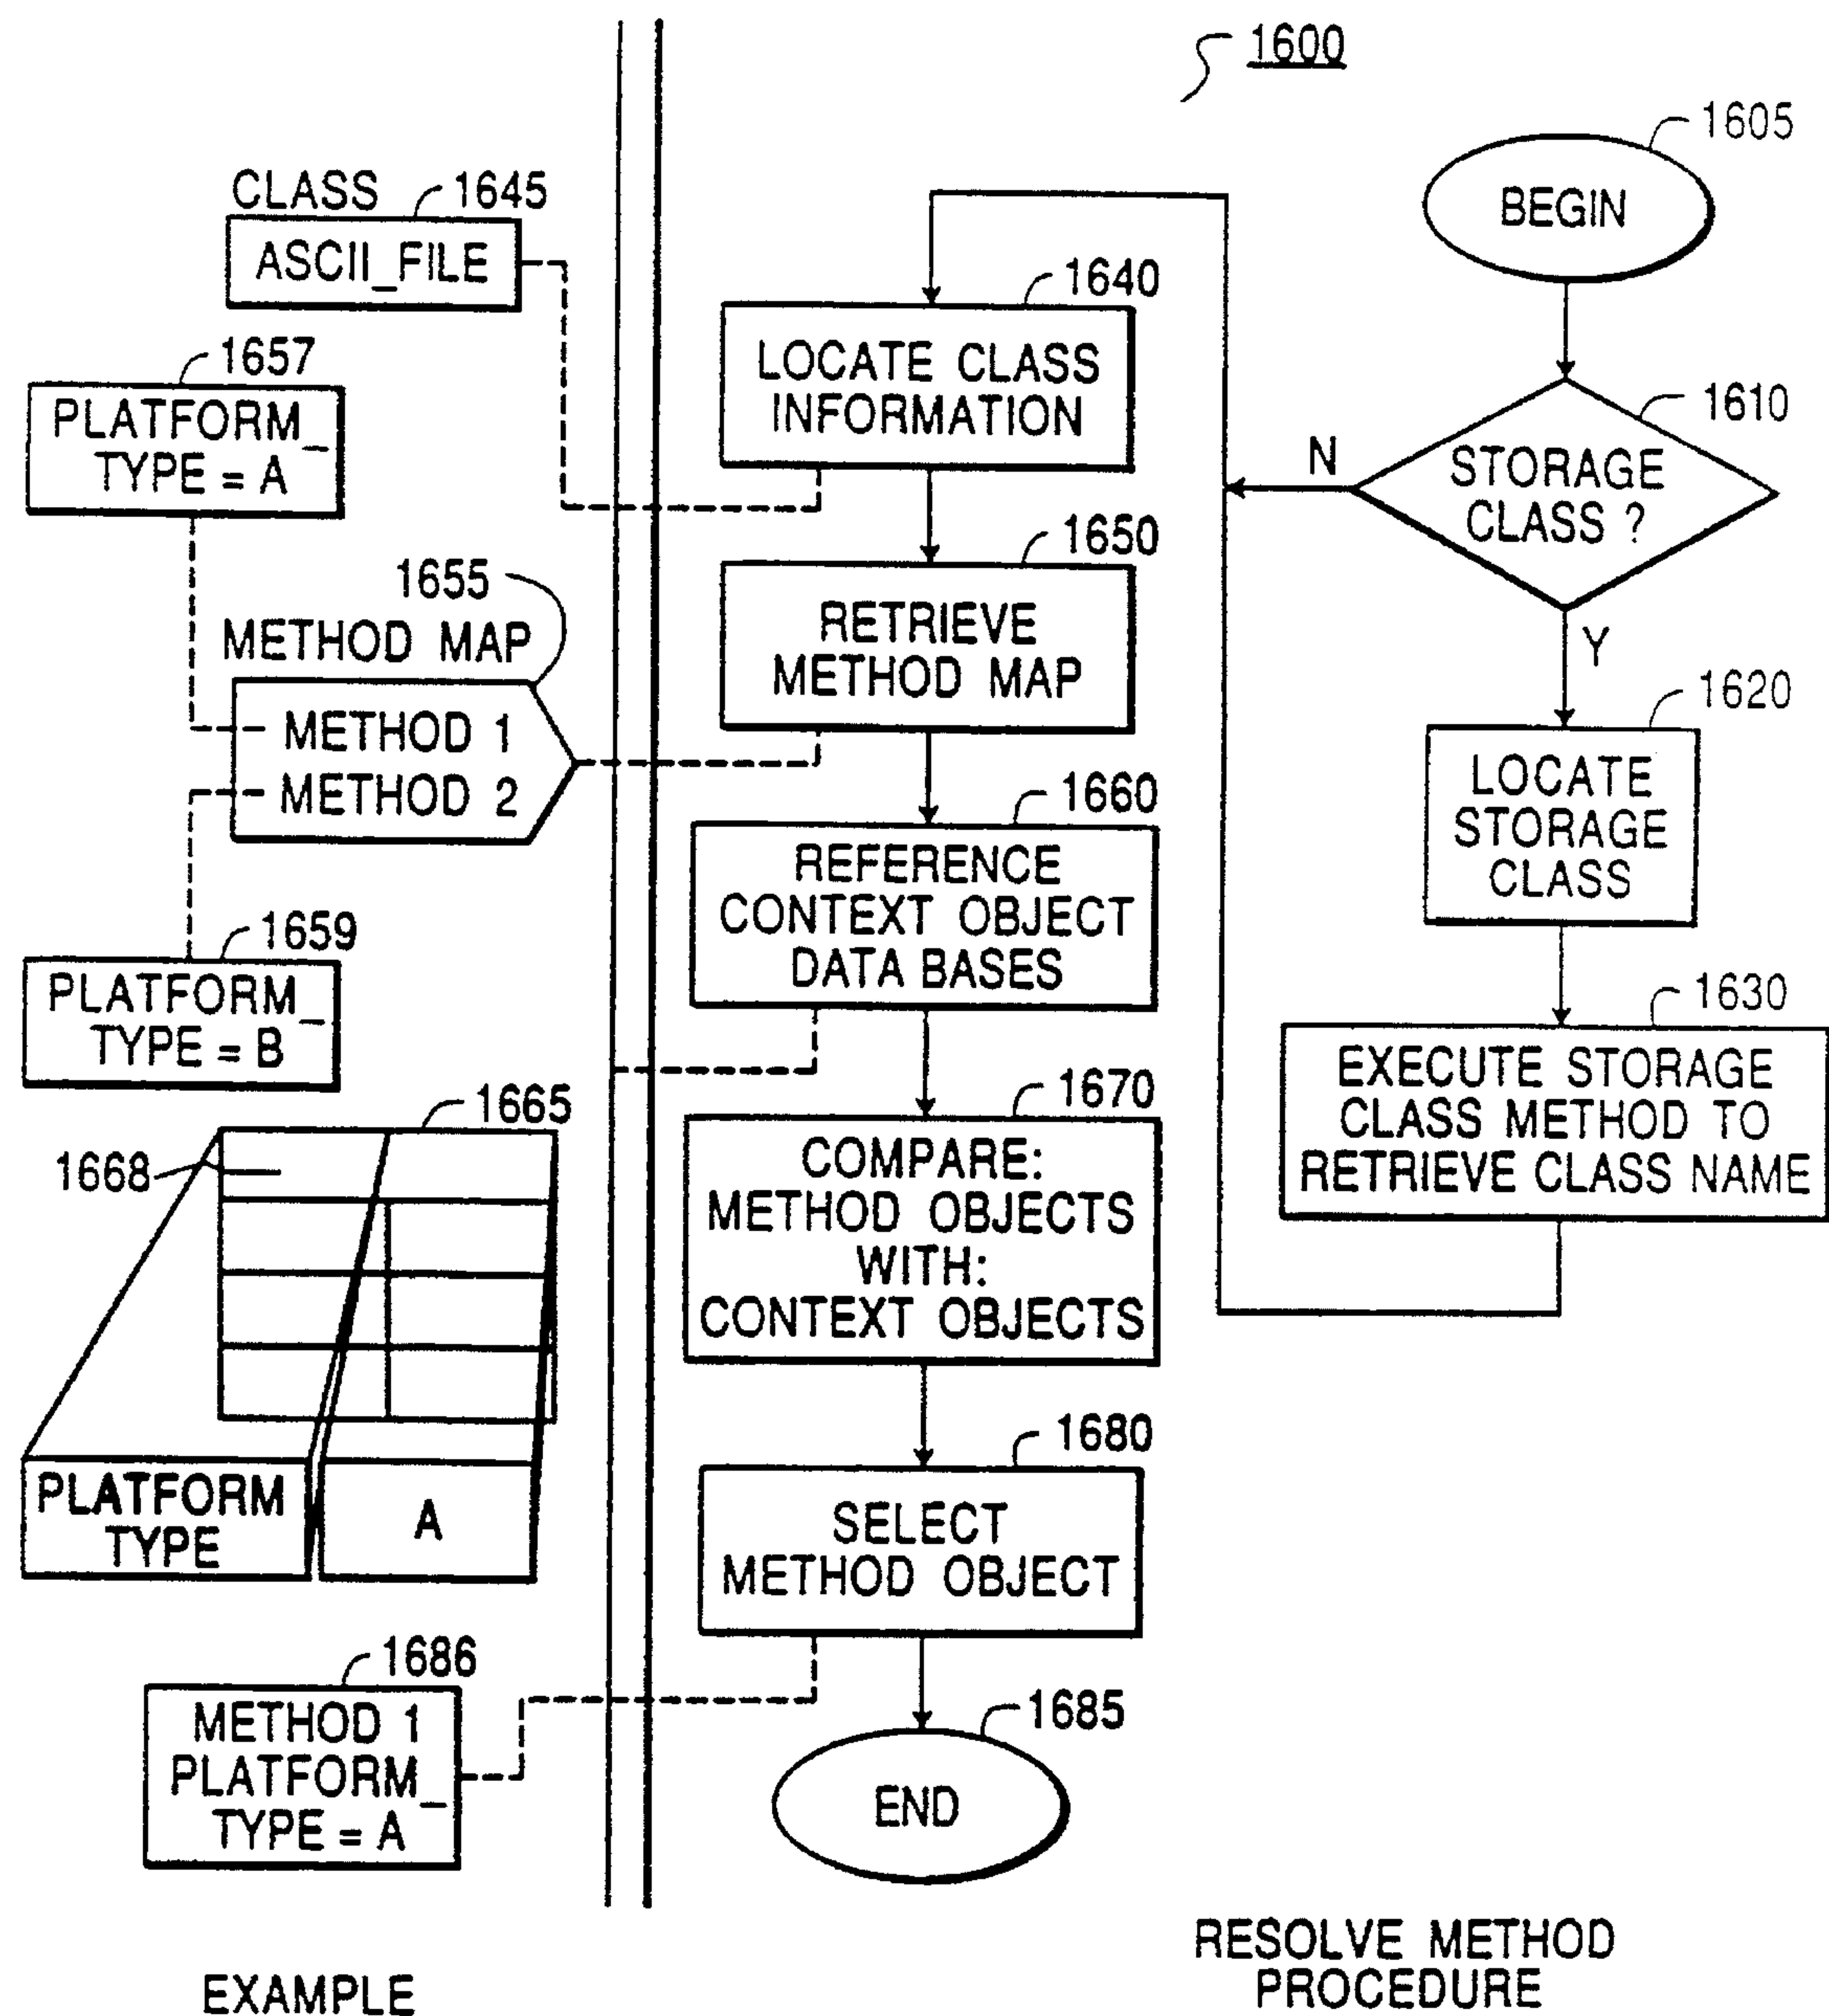 1600
1605
BEGIN
1610
STORAGE
CLASS ?
N
Y
1620
LOCATE
STORAGE
CLASS
1630
EXECUTE STORAGE
CLASS METHOD TO
RETRIEVE CLASS NAME
1640
LOCATE CLASS
INFORMATION
1650
RETRIEVE
METHOD MAP
1660
REFERENCE
CONTEXT OBJECT
DATA BASES
1670
COMPARE:
METHOD OBJECTS
WITH:
CONTEXT OBJECTS
1680
SELECT
METHOD OBJECT
1685
END
CLASS
1645
ASCII_FILE
1657
PLATFORM_
TYPE = A
1655
METHOD MAP
METHOD 1
METHOD 2
1659
PLATFORM_
TYPE = B
1665
1668
PLATFORM
TYPE
A
1686
METHOD 1
PLATFORM_
TYPE = A
EXAMPLE
RESOLVE METHOD
PROCEDURE